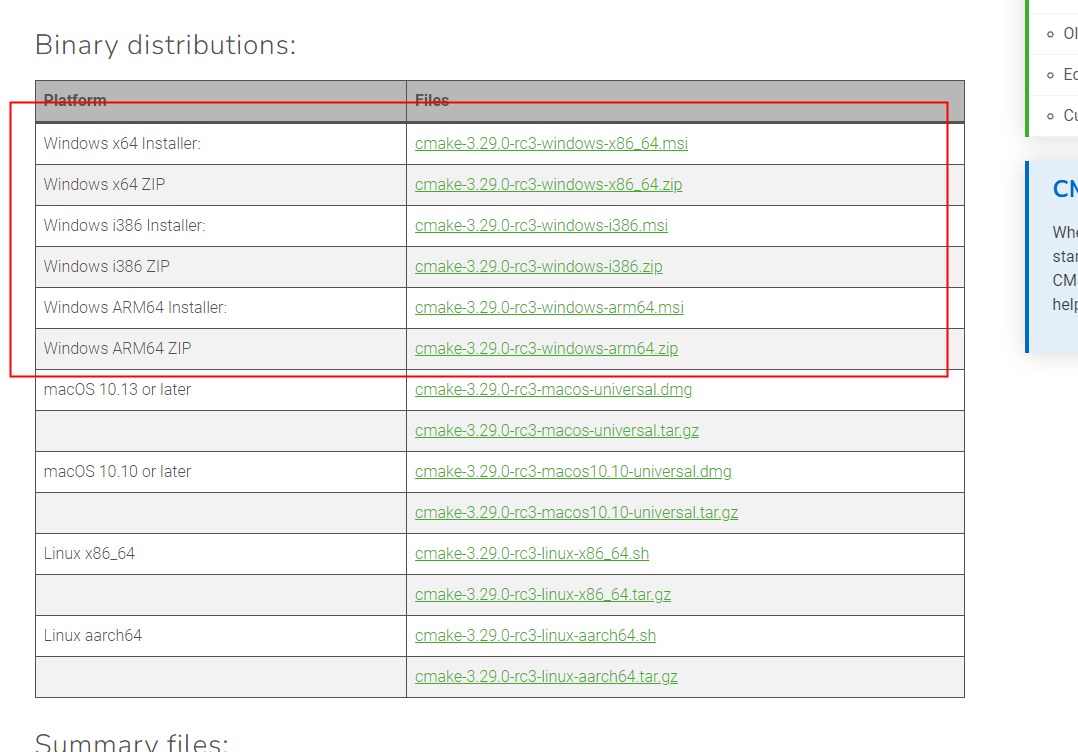 Binary distributions:
Platform Files
Windows x64 Installer: cmake-3.29.0-rc3-windows-x86_64.msi
Windows x64 ZIP cmake-3.29.0-rc3-windows-x86_64.zip
Windows i386 Installer: cmake-3.29.0-rc3-windows-i386.msi
Windows i386 ZIP cmake-3.29.0-rc3-windows-i386.zip
Windows ARM64 Installer: cmake-3.29.0-rc3-windows-arm64.msi
Windows ARM64 ZIP cmake-3.29.0-rc3-windows-arm64.zip
macOS 10.13 or later cmake-3.29.0-rc3-macos-universal.dmg
cmake-3.29.0-rc3-macos-universal.tar.gz
macOS 10.10 or later cmake-3.29.0-rc3-macos10.10-universal.dmg
cmake-3.29.0-rc3-macos10.10-universal.tar.gz
Linux x86_64 cmake-3.29.0-rc3-linux-x86_64.sh
cmake-3.29.0-rc3-linux-x86_64.tar.gz
Linux aarch64 cmake-3.29.0-rc3-linux-aarch64.sh
cmake-3.29.0-rc3-linux-aarch64.tar.gz
Summary files: